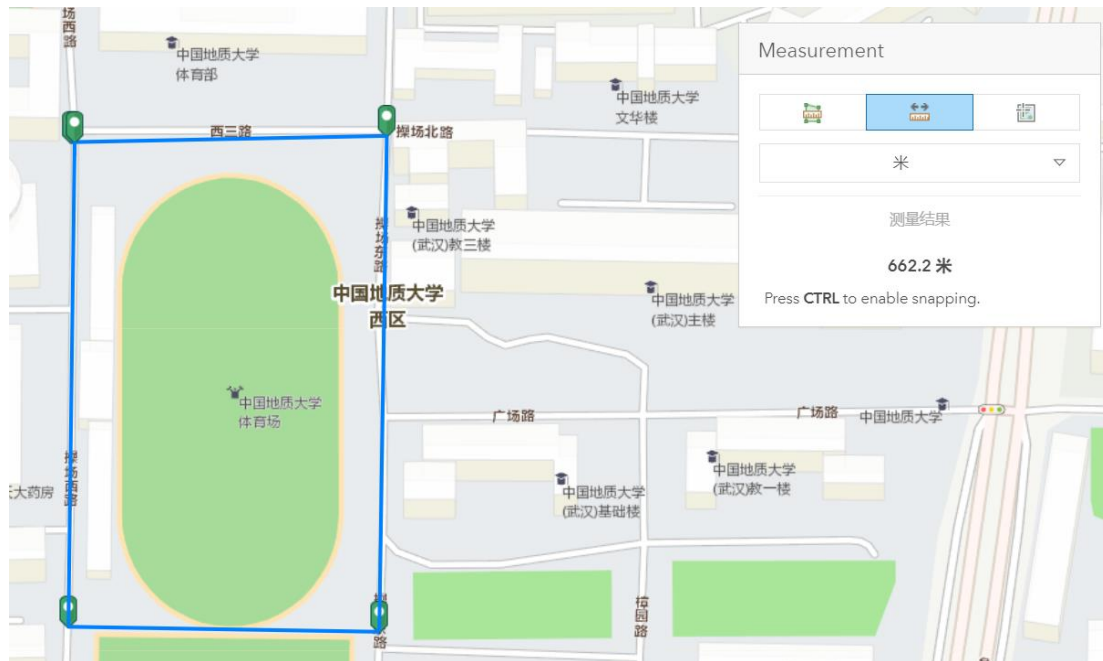 场西路
中国地质大学
体育部
中国地质大学
文华楼
西三路
操场北路
操场东路
中国地质大学
(武汉)教三楼
中国地质大学
西区
中国地质大学
(武汉)主楼
中国地质大学
体育场
广场路
广场路
中国地质大学
操场西路
大药房
中国地质大学
(武汉)基础楼
中国地质大学
(武汉)教一楼
樟园路
路
Measurement
米
测量结果
662.2 米
Press CTRL to enable snapping.